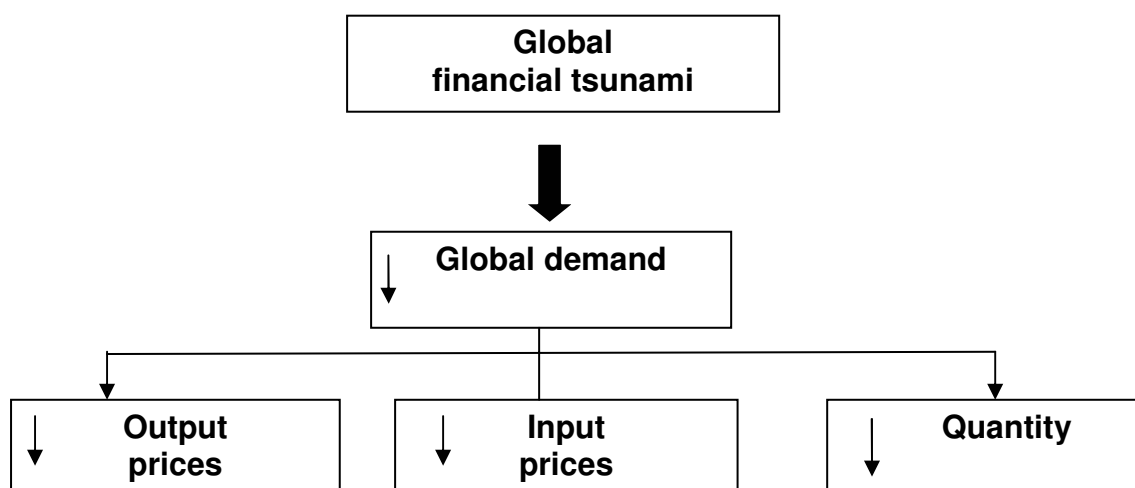 Global
financial tsunami
Global demand
Output
prices
Input
prices
Quantity